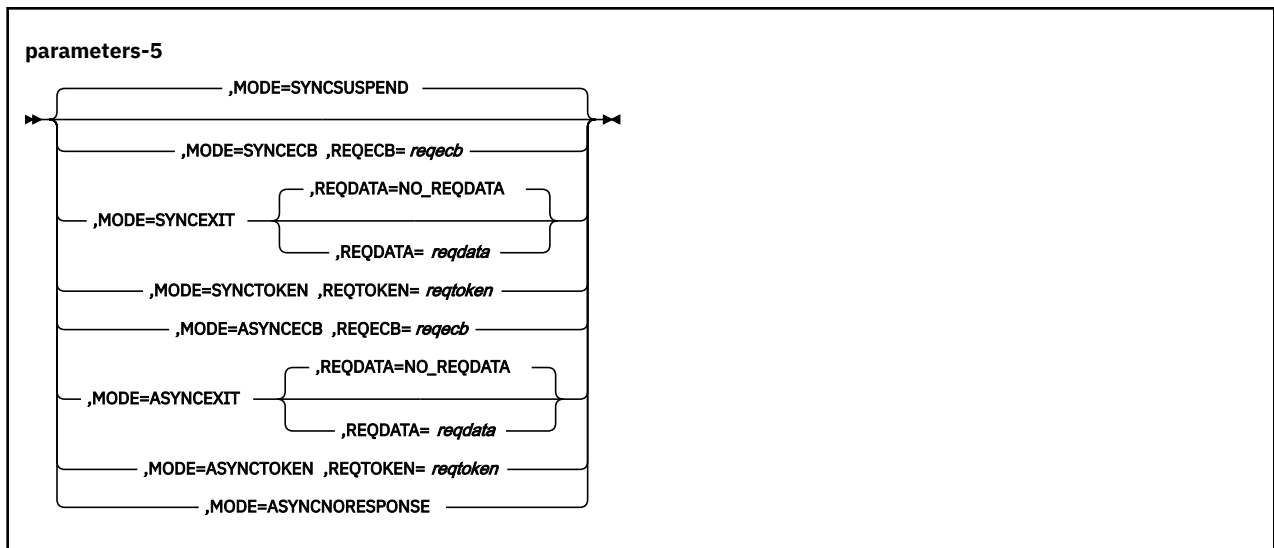 parameters-5
,MODE=SYNCSUSPEND
,MODE=SYNCECB ,REQECB= reqecb
,REQDATA=NO_REQDATA
,MODE=SYNCEXIT
,REQDATA= reqdata
,MODE=SYNCTOKEN ,REQTOKEN= reqtoken
,MODE=ASYNCECB ,REQECB= reqecb
,REQDATA=NO_REQDATA
,MODE=ASYNCEXIT
,REQDATA= reqdata
,MODE=ASYNCTOKEN ,REQTOKEN= reqtoken
,MODE=ASYNCNORESPONSE